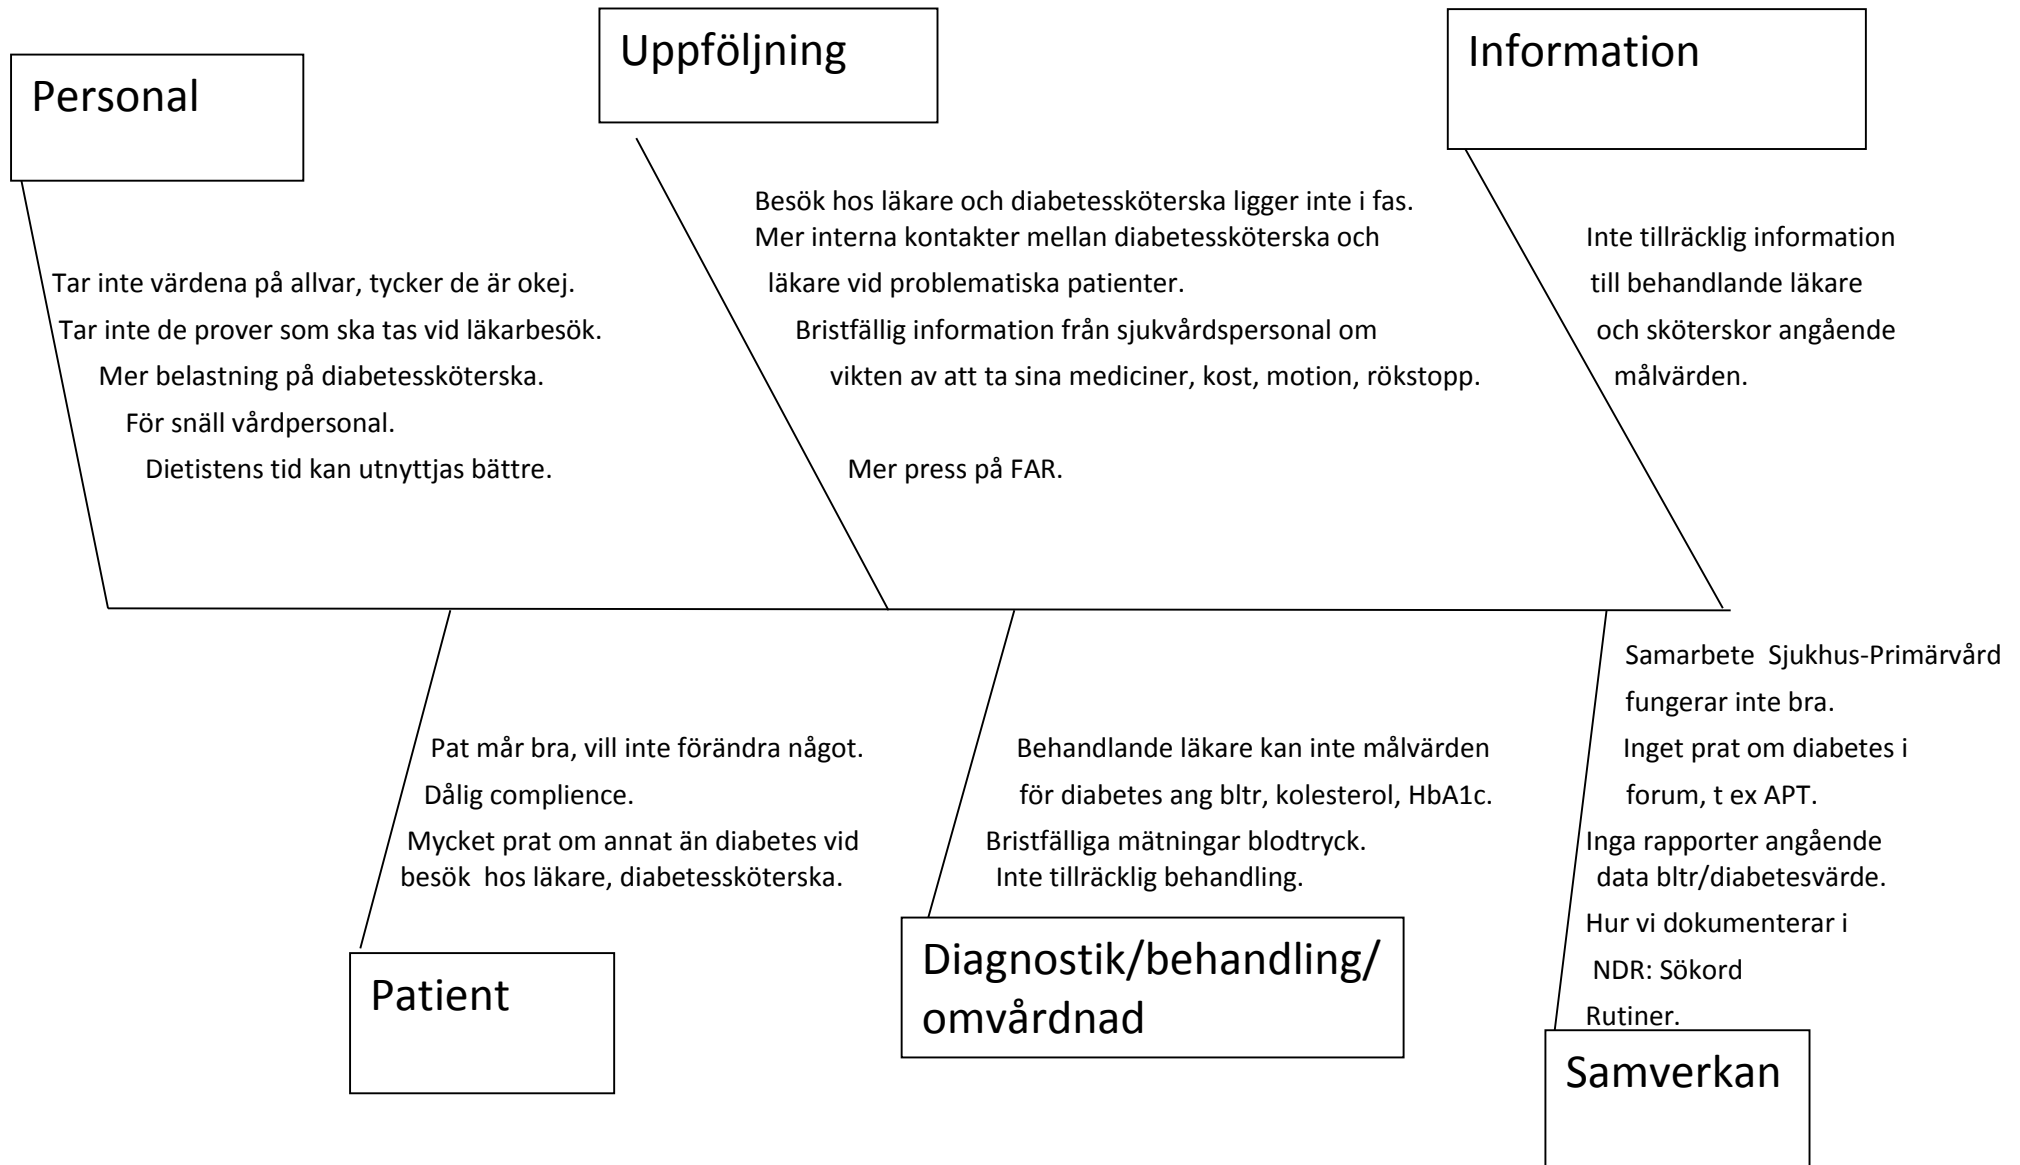 Personal
Tar inte värdena på allvar, tycker de är okej.
Tar inte de prover som ska tas vid läkarbesök.
Mer belastning på diabetessköterska.
För snäll vårdpersonal.
Dietistens tid kan utnyttjas bättre.
Uppföljning
Besök hos läkare och diabetessköterska ligger inte i fas.
Mer interna kontakter mellan diabetessköterska och
läkare vid problematiska patienter.
Bristfällig information från sjukvårdspersonal om
vikten av att ta sina mediciner, kost, motion, rökstopp.
Mer press på FAR.
Information
Inte tillräcklig information
till behandlande läkare
och sköterskor angående
målvärden.
Pat mår bra, vill inte förändra något.
Dålig complience.
Mycket prat om annat än diabetes vid
besök  hos läkare, diabetessköterska.
Patient
Behandlande läkare kan inte målvärden
för diabetes ang bltr, kolesterol, HbA1c.
Bristfälliga mätningar blodtryck.
Inte tillräcklig behandling.
Diagnostik/behandling/
omvårdnad
Samarbete  Sjukhus-Primärvård
fungerar inte bra.
Inget prat om diabetes i
forum, t ex APT.
Inga rapporter angående
data bltr/diabetesvärde.
Hur vi dokumenterar i
NDR: Sökord
Rutiner.
Samverkan